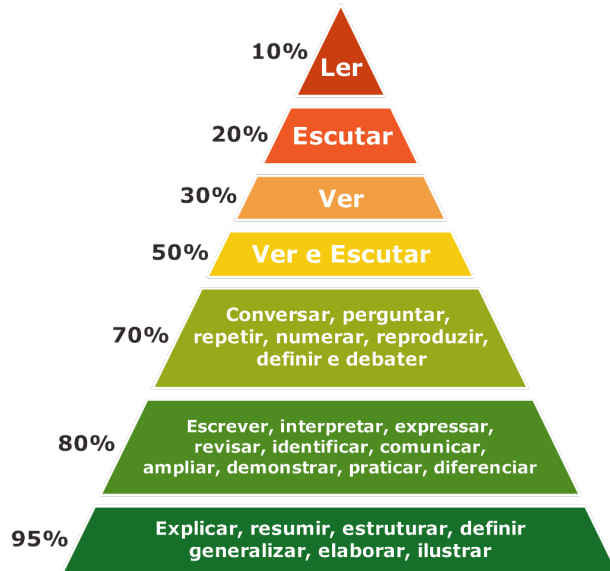 10%
Ler
20%
Escutar
30%
Ver
50%
Ver e Escutar
70%
Conversar, perguntar,
repetir, numerar, reproduzir,
definir e debater
80%
Escrever, interpretar, expressar,
revisar, identificar, comunicar,
ampliar, demonstrar, praticar, diferenciar
95%
Explicar, resumir, estruturar, definir
generalizar, elaborar, ilustrar